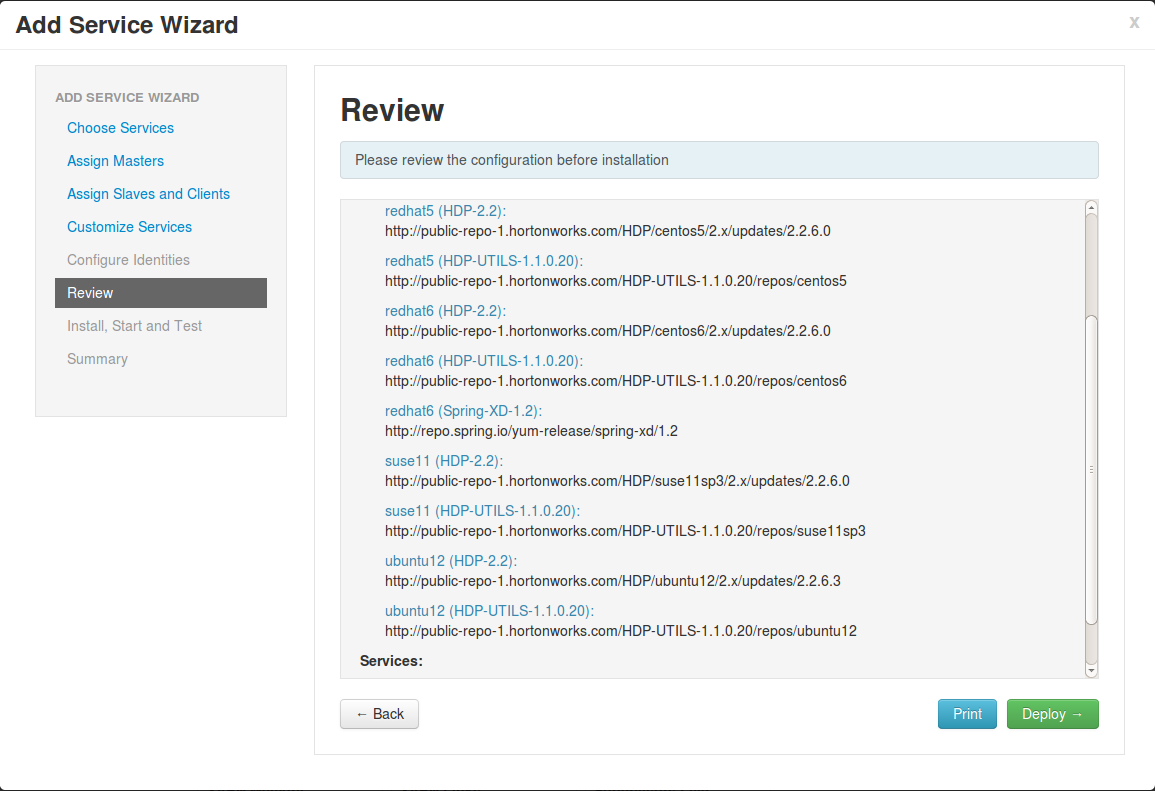 Add Service Wizard
x
ADD SERVICE WIZARD
Choose Services
Assign Masters
Assign Slaves and Clients
Customize Services
Configure Identities
Review
Install, Start and Test
Summary
Review
Please review the configuration before installation
redhat5 (HDP-2.2):
http://public-repo-1.hortonworks.com/HDP/centos5/2.x/updates/2.2.6.0
redhat5 (HDP-UTILS-1.1.0.20):
http://public-repo-1.hortonworks.com/HDP-UTILS-1.1.0.20/repos/centos5
redhat6 (HDP-2.2):
http://public-repo-1.hortonworks.com/HDP/centos6/2.x/updates/2.2.6.0
redhat6 (HDP-UTILS-1.1.0.20):
http://public-repo-1.hortonworks.com/HDP-UTILS-1.1.0.20/repos/centos6
redhat6 (Spring-XD-1.2):
http://repo.spring.io/yum-release/spring-xd/1.2
suse11 (HDP-2.2):
http://public-repo-1.hortonworks.com/HDP/suse11sp3/2.x/updates/2.2.6.0
suse11 (HDP-UTILS-1.1.0.20):
http://public-repo-1.hortonworks.com/HDP-UTILS-1.1.0.20/repos/suse11sp3
ubuntu12 (HDP-2.2):
http://public-repo-1.hortonworks.com/HDP/ubuntu12/2.x/updates/2.2.6.3
ubuntu12 (HDP-UTILS-1.1.0.20):
http://public-repo-1.hortonworks.com/HDP-UTILS-1.1.0.20/repos/ubuntu12
Services:
← Back
Print
Deploy →